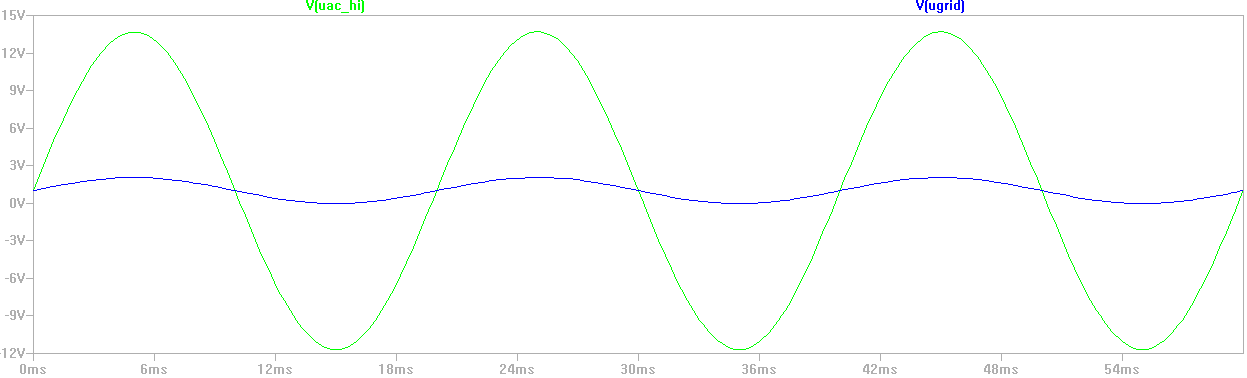 V(uac_hi) V(ugrid)
15V
12V
9V
6V
3V
0V
-3V
-6V
-9V
-12V
0ms 6ms 12ms 18ms 24ms 30ms 36ms 42ms 48ms 54ms